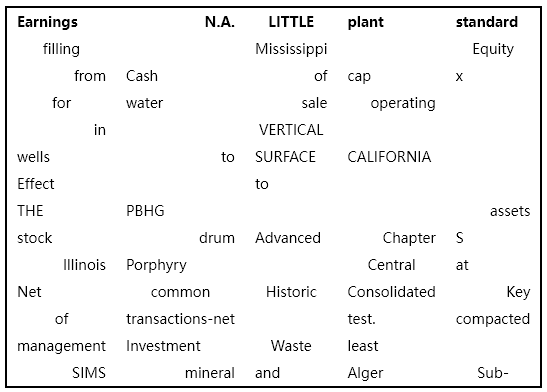 Earnings N.A. LITTLE plant standard
filling Mississippi Equity
from Cash of cap x
for water sale operating
in VERTICAL
wells to SURFACE CALIFORNIA
Effect to
THE PBHG assets
stock drum Advanced Chapter S
Illinois Porphyry Central at
Net common Historic Consolidated Key
of transactions-net test. compacted
management Investment Waste least
SIMS mineral and Alger Sub-